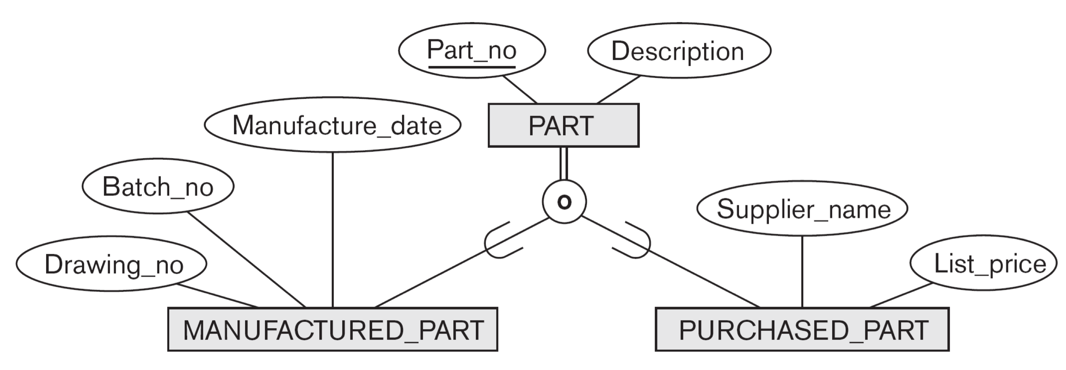 Part_no
Description
PART
Manufacture_date
Batch_no
Drawing_no
o
Supplier_name
List_price
MANUFACTURED_PART
PURCHASED_PART